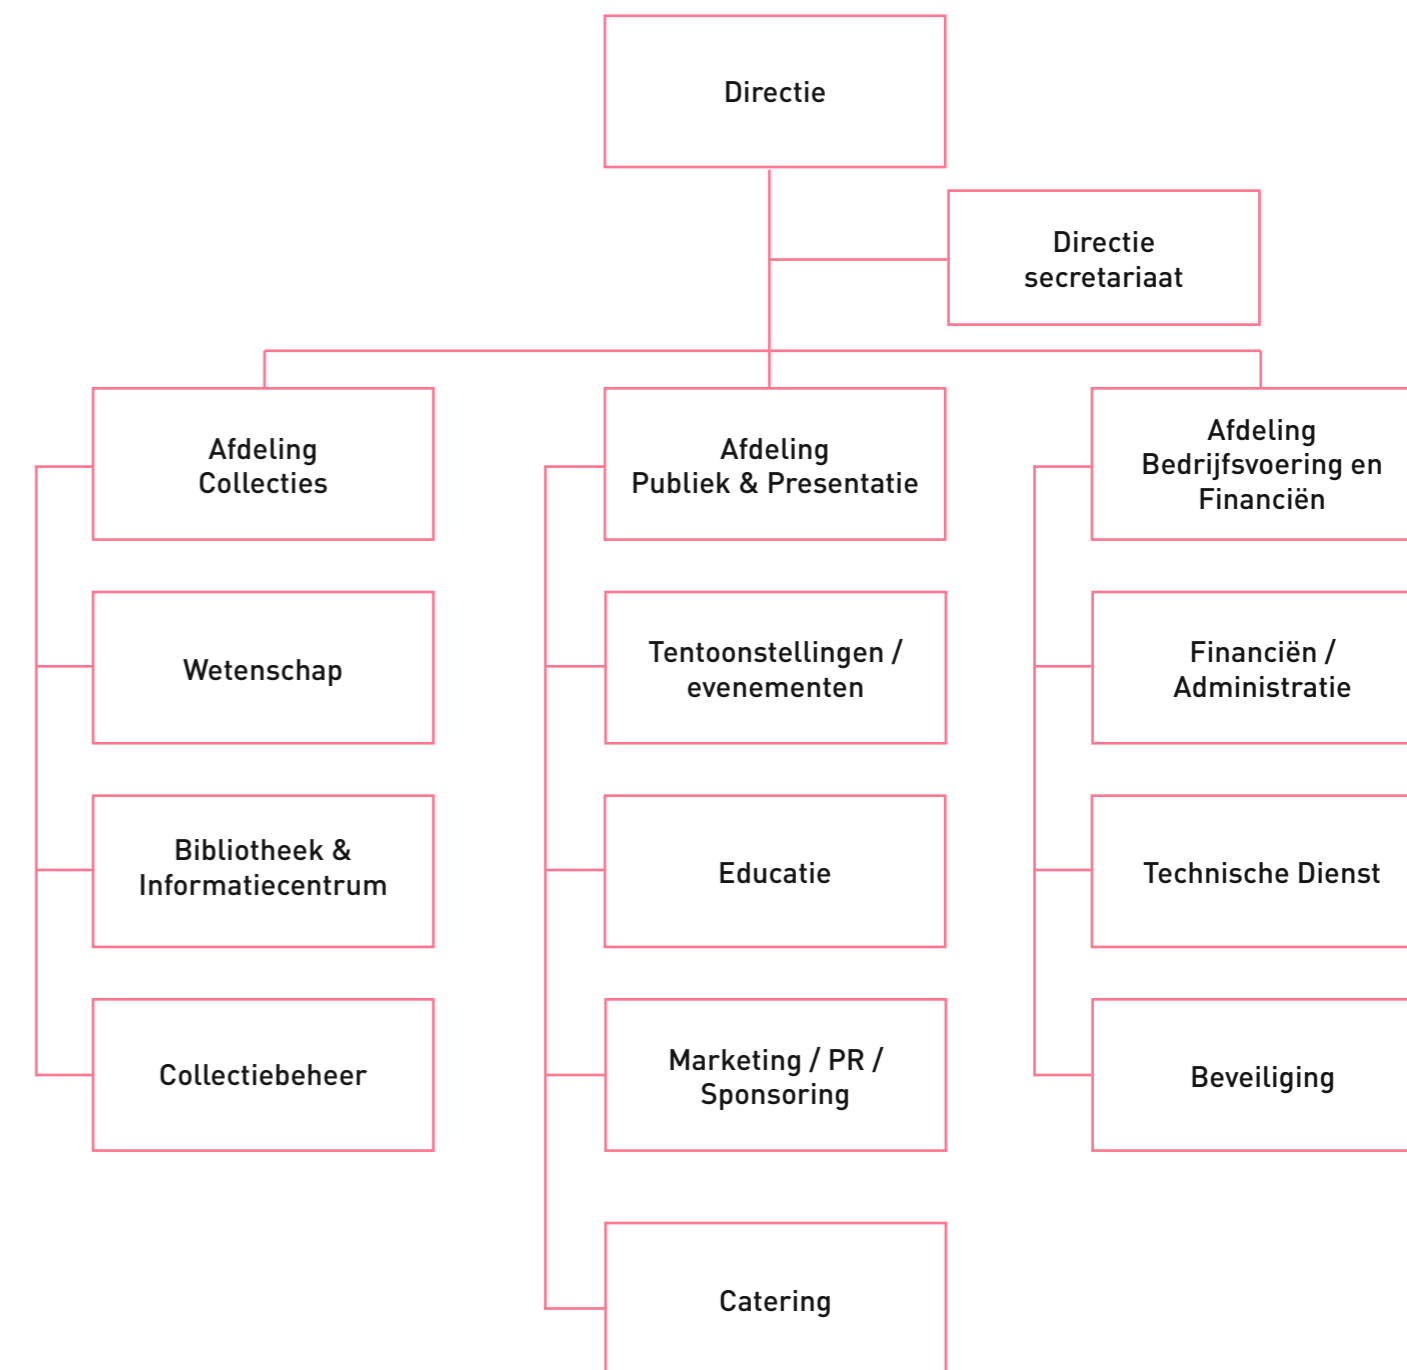 Directie
Directie
secretariaat
Afdeling
Collecties
Afdeling
Publiek & Presentatie
Afdeling
Bedrijfsvoering en
Financiën
Wetenschap
Tentoonstellingen /
evenementen
Financiën /
Administratie
Bibliotheek &
Informatiecentrum
Educatie
Technische Dienst
Collectiebeheer
Marketing / PR /
Sponsoring
Beveiliging
Catering